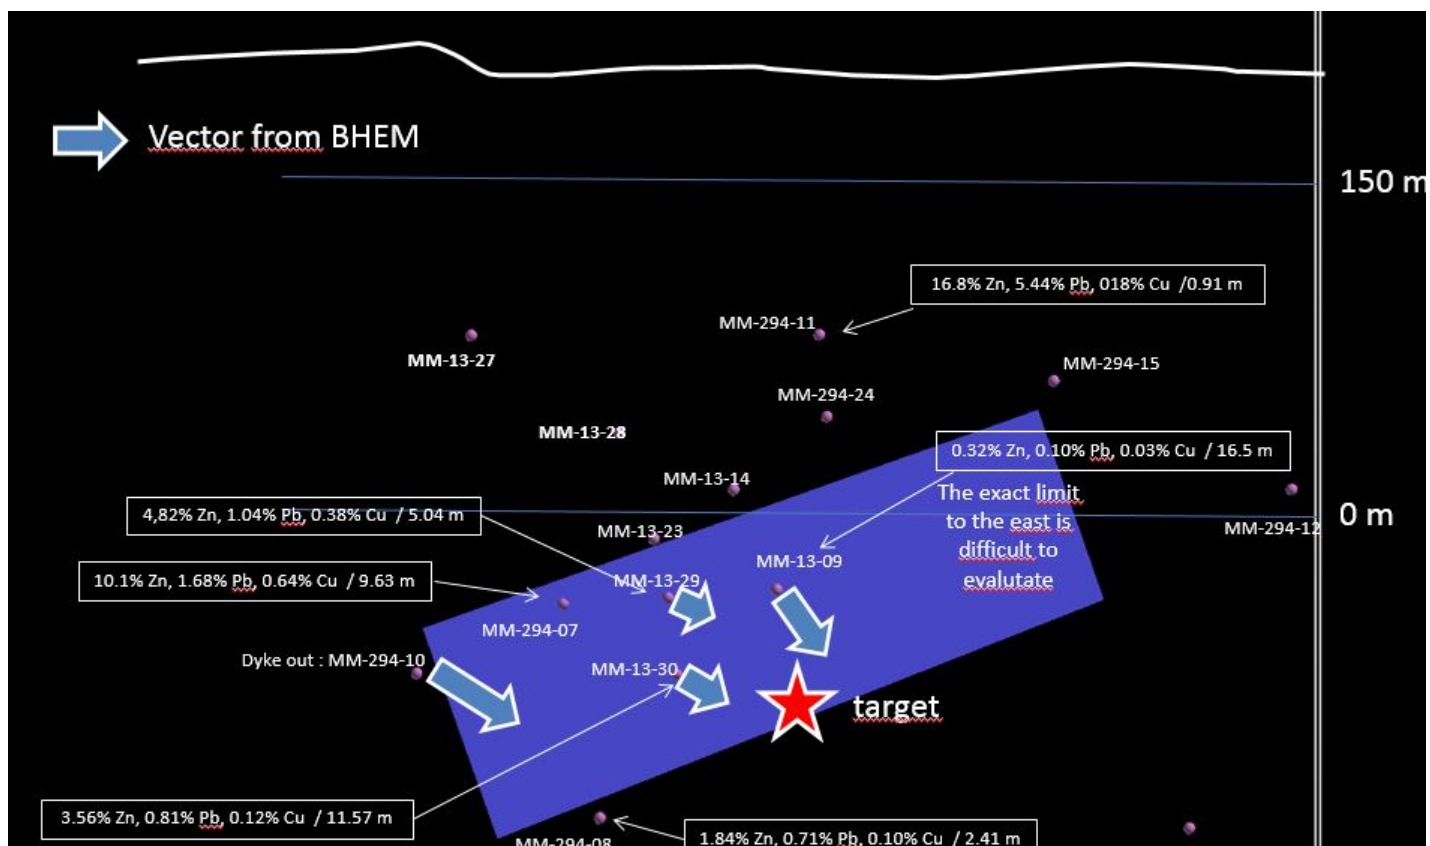 Vector from BHEM
150 m
16.8% Zn, 5.44% Pb, 018% Cu /0.91 m
MM-294-11
MM-13-27
MM-294-15
MM-294-24
MM-13-28
0.32% Zn, 0.10% Pb, 0.03% Cu / 16.5 m
MM-13-14
The exact limit
to the east is
difficult to
evalutate
4,82% Zn, 1.04% Pb, 0.38% Cu / 5.04 m
0 m
MM-294-12
MM-13-23
MM-13-09
10.1% Zn, 1.68% Pb, 0.64% Cu / 9.63 m
MM-13-29
MM-294-07
Dyke out : MM-294-10
MM-13-30
target
3.56% Zn, 0.81% Pb, 0.12% Cu / 11.57 m
1.84% Zn, 0.71% Pb, 0.10% Cu / 2.41 m
MM-294-08